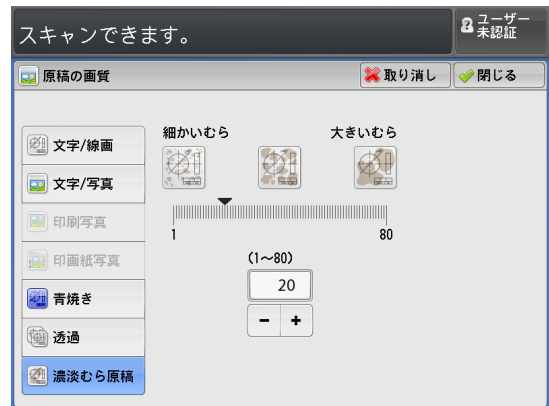 スキャンできます。
ユーザー
未認証
原稿の画質
取り消し
閉じる
文字/線画
文字/写真
印刷写真
印画紙写真
青焼き
透過
濃淡むら原稿
細かいむら
大きいむら
1
80
(1～80)
20
− +